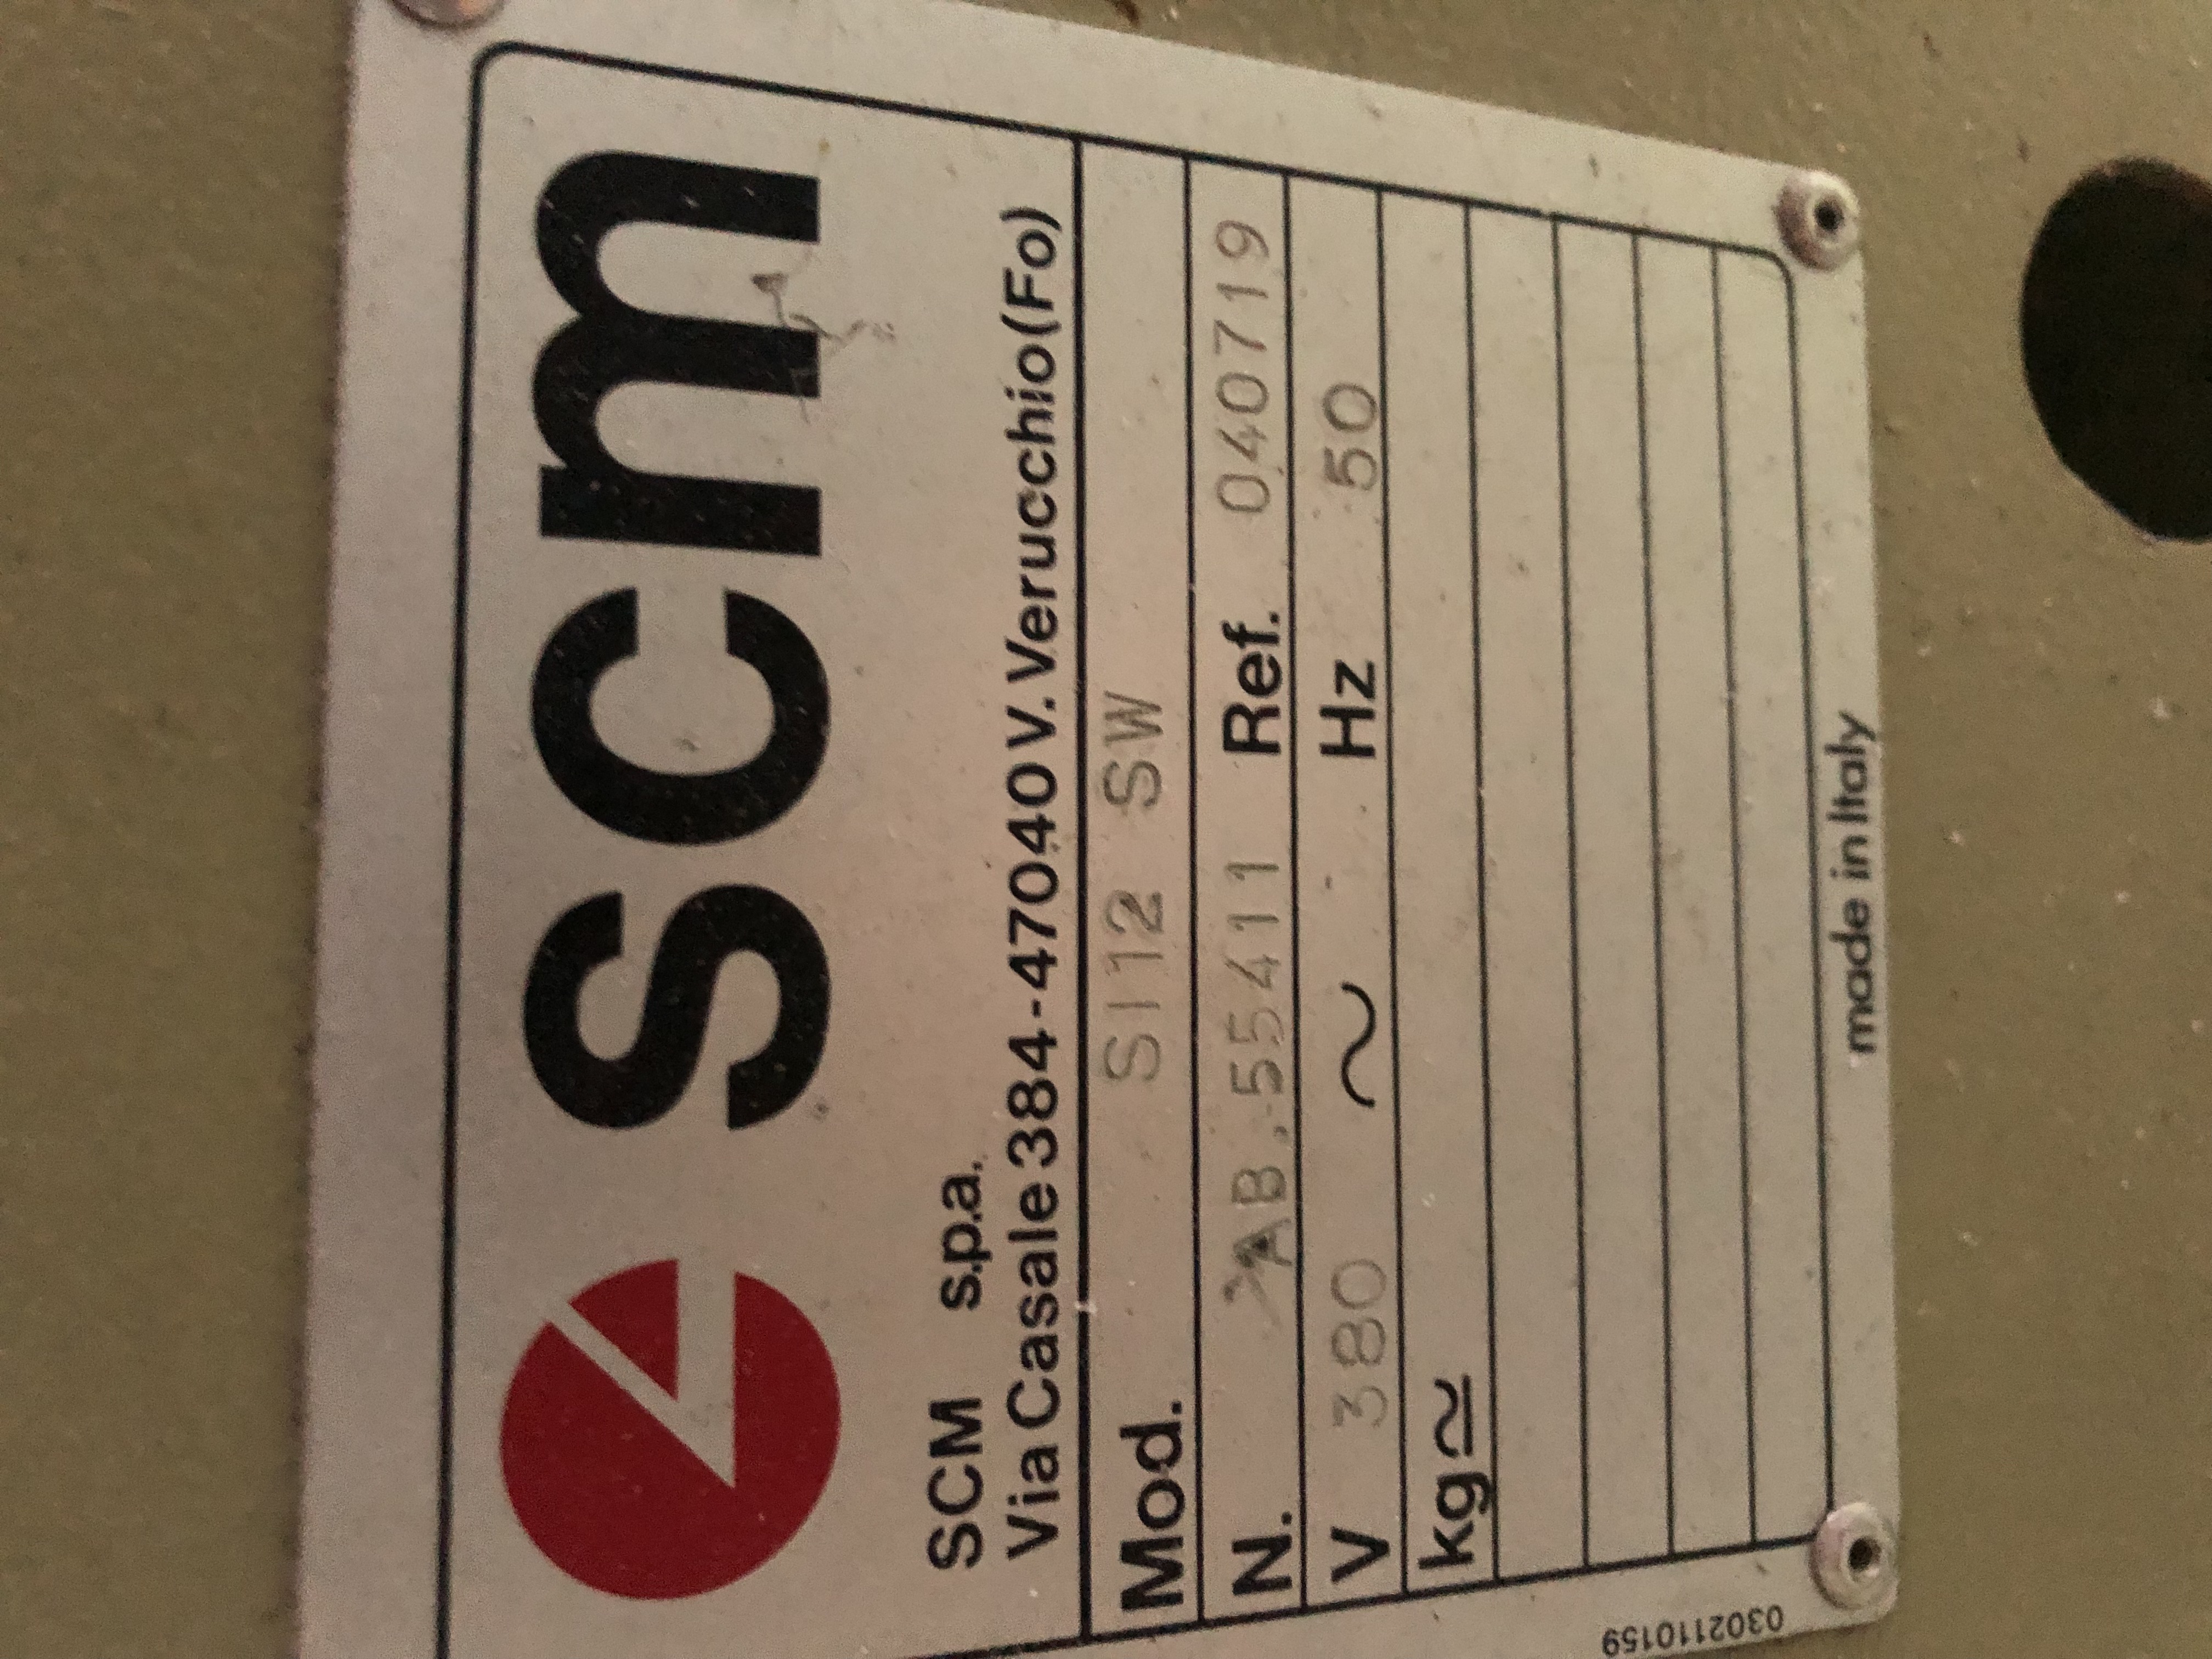 scm
SCM s.p.a.
Via Casale 384-47040 V. Verucchio (Fo)
Mod. SI12 SW
N. AB.55411 Ref. 040719
V 380 ~ Hz 50
kg ≃
made in Italy
0302110159